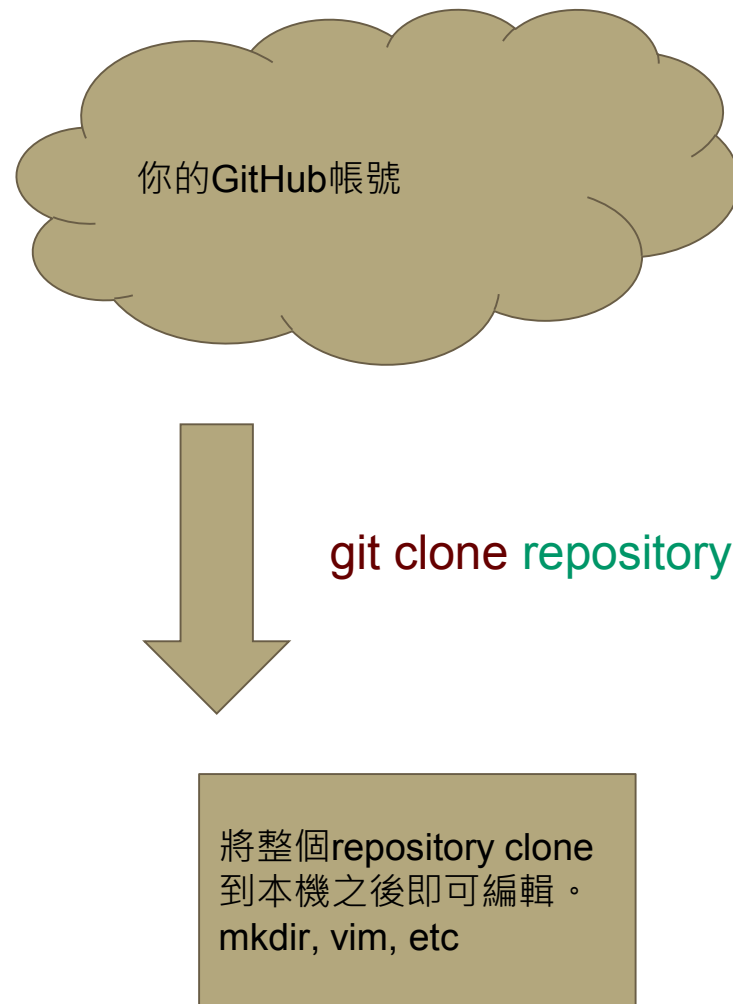 你的GitHub帳號
git clone repository
將整個repository clone
到本機之後即可編輯。
mkdir, vim, etc